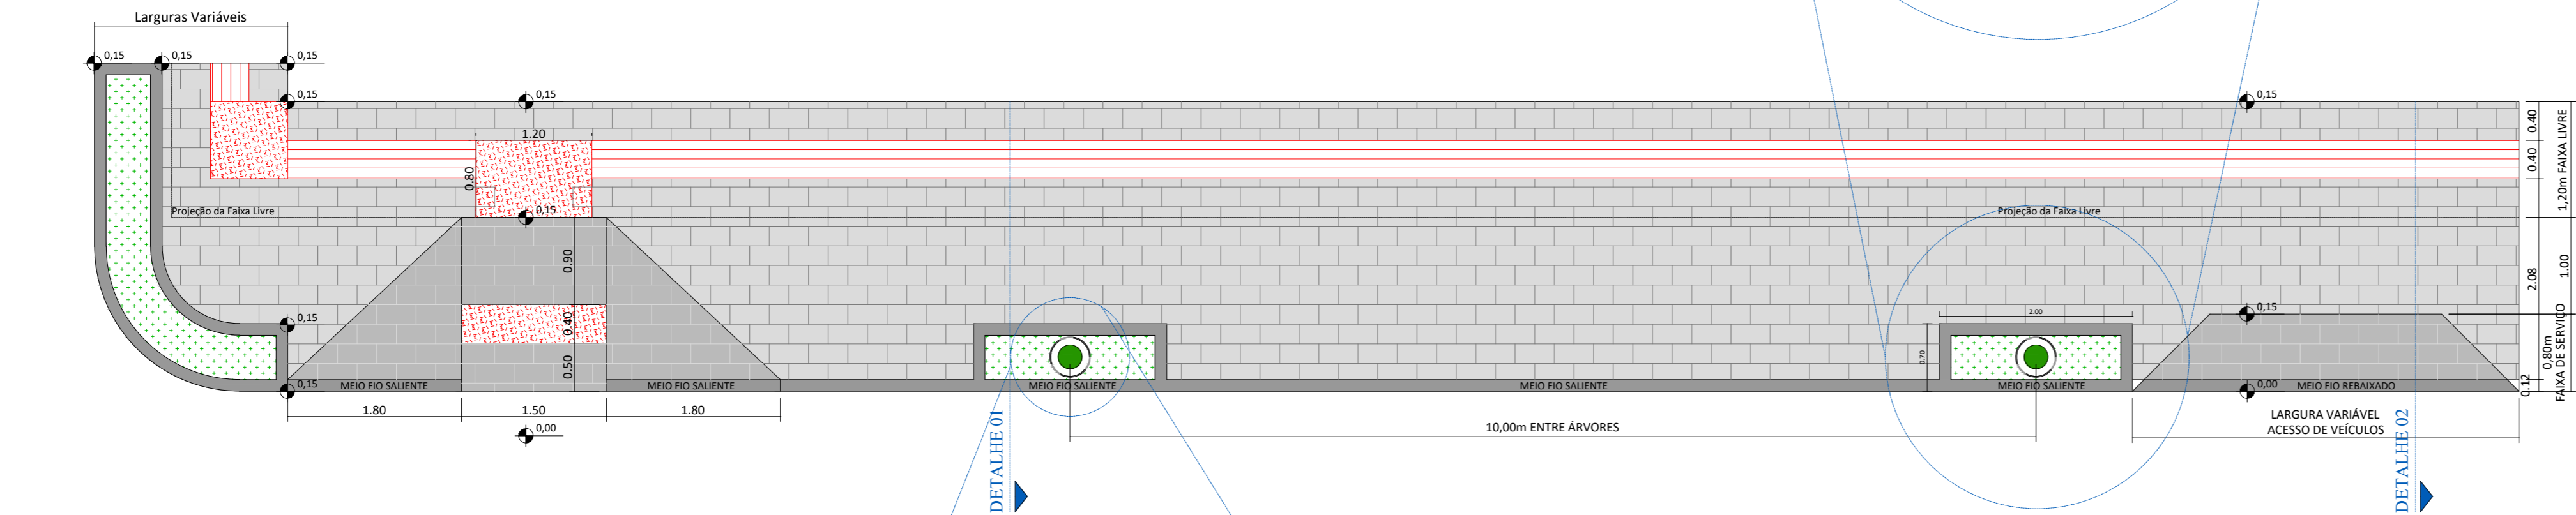 Larguras Variáveis
0,15
0,15
0,15
0,15
0,15
0,15
1.20
0.80
0.40
0.40
1,20m FAIXA LIVRE
Projeção da Faixa Livre
0,15
Projeção da Faixa Livre
0.90
2.08
1.00
0,15
0.40
2.00
0,15
0.70
0.50
0,80m
FAIXA DE SERVIÇO
0.12
MEIO FIO SALIENTE
MEIO FIO SALIENTE
MEIO FIO SALIENTE
MEIO FIO SALIENTE
MEIO FIO SALIENTE
0,00
MEIO FIO REBAIXADO
0,15
1.80
1.50
1.80
0,00
10,00m ENTRE ÁRVORES
LARGURA VARIÁVEL
ACESSO DE VEÍCULOS
DETALHE 01
DETALHE 02